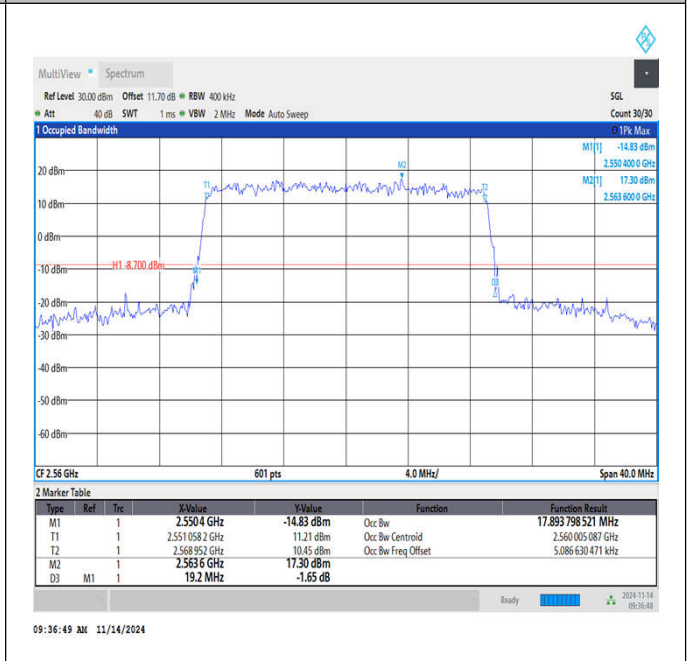 MultiView Spectrum
Ref Level 30.00 dBm Offset 11.70 dB RBW 400 kHz SGL
Att 40 dB SWT 1 ms VBW 2 MHz Mode Auto Sweep Count 30/30
1 Occupied Bandwidth 1Pk Max
M1[1] -14.83 dBm
2.550 400 0 GHz
M2[1] 17.30 dBm
2.563 600 0 GHz
M2
20 dBm
T1 T2
10 dBm
0 dBm
H1 -8.700 dBm
-10 dBm
M1
D3
-20 dBm
-30 dBm
-40 dBm
-50 dBm
-60 dBm
CF 2.56 GHz 601 pts 4.0 MHz/ Span 40.0 MHz
2 Marker Table
Type Ref Trc X-Value Y-Value Function Function Result
M1 1 2.5504 GHz -14.83 dBm Occ Bw 17.893 798 521 MHz
T1 1 2.551 058 2 GHz 11.21 dBm Occ Bw Centroid 2.560 005 087 GHz
T2 1 2.568 952 GHz 10.45 dBm Occ Bw Freq Offset 5.086 630 471 kHz
M2 1 2.5636 GHz 17.30 dBm
D3 M1 1 19.2 MHz -1.65 dB
Ready 2024-11-14
09:36:48
09:36:49 AM 11/14/2024